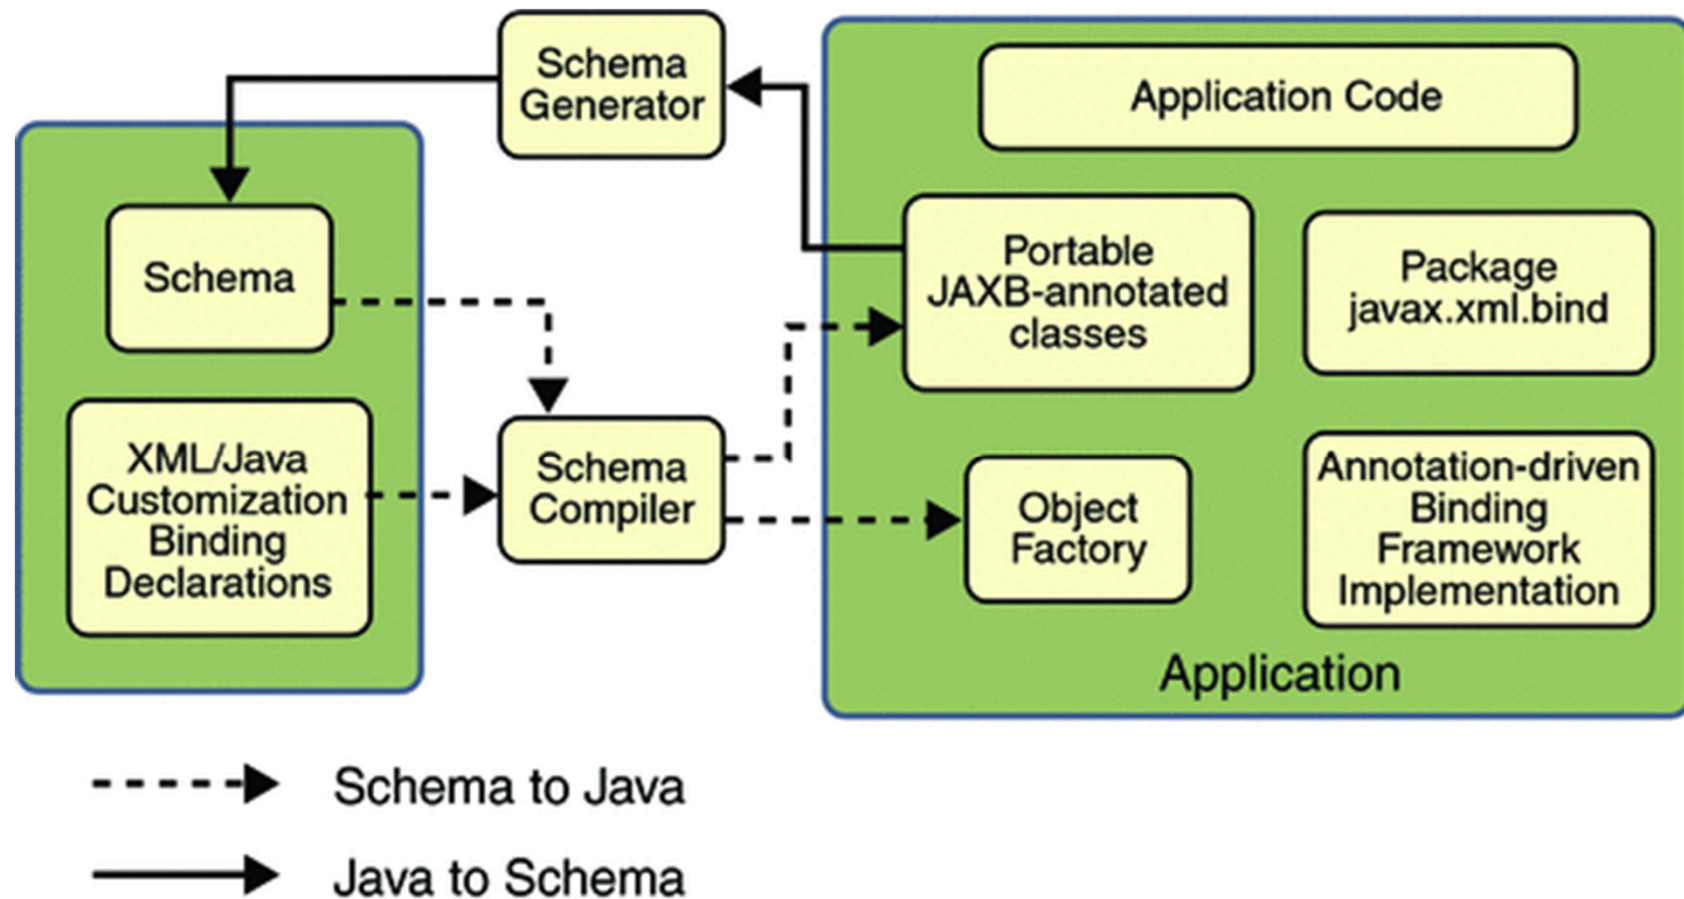 Schema
Generator
Application Code
Schema
Portable
JAXB-annotated
classes
Package
javax.xml.bind
XML/Java
Customization
Binding
Declarations
Schema
Compiler
Object
Factory
Annotation-driven
Binding
Framework
Implementation
Application
Schema to Java
Java to Schema